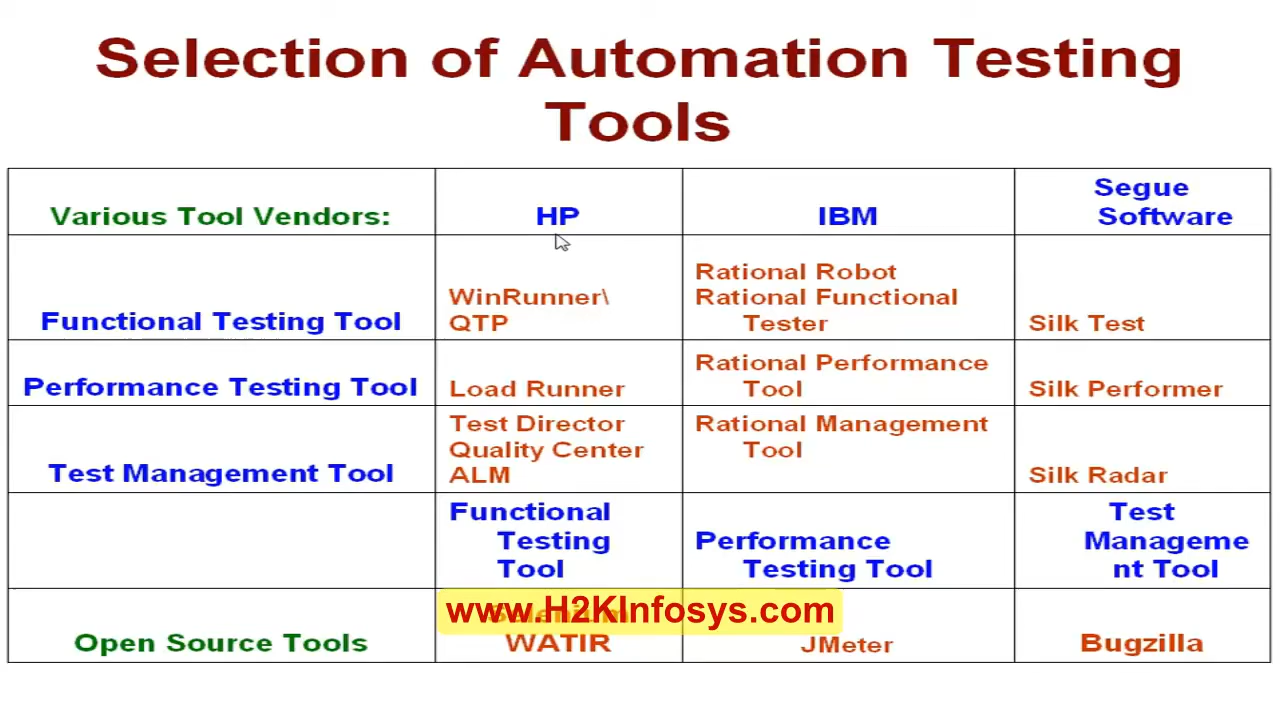 Selection of Automation Testing
Tools
Various Tool Vendors:
HP
IBM
Segue
Software
Functional Testing Tool
WinRunner\
QTP
Rational Robot
Rational Functional
Tester
Silk Test
Performance Testing Tool
Load Runner
Rational Performance
Tool
Silk Performer
Test Management Tool
Test Director
Quality Center
ALM
Rational Management
Tool
Silk Radar
Functional
Testing
Tool
Performance
Testing Tool
Test
Manageme
nt Tool
Open Source Tools
Selenium
WATIR
JMeter
Bugzilla
www.H2KInfosys.com